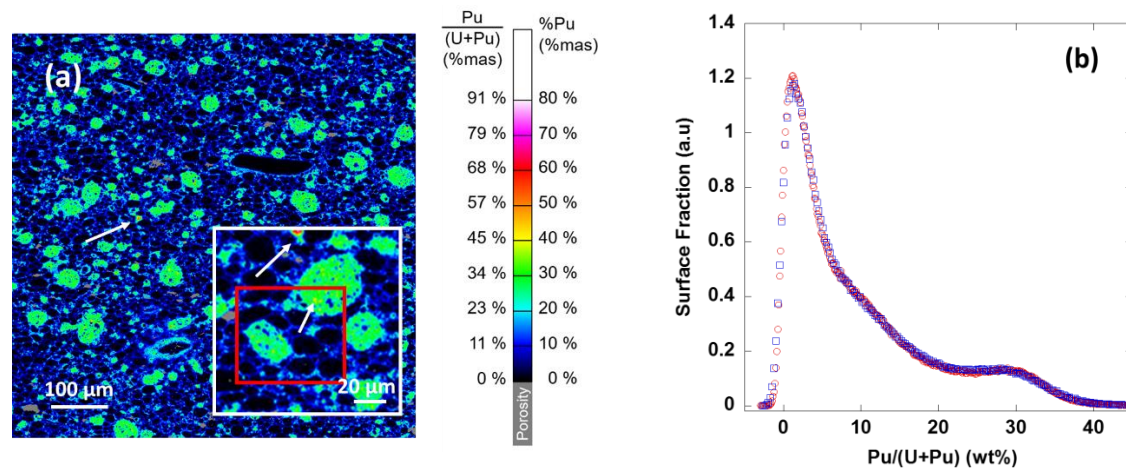 (a)
100 µm
20 µm
Pu
(U+Pu)
(%mas)
%Pu
(%mas)
91 % 80 %
79 % 70 %
68 % 60 %
57 % 50 %
45 % 40 %
34 % 30 %
23 % 20 %
11 % 10 %
0 % 0 %
Porosity
(b)
Surface Fraction (a.u)
1.4
1.2
1
0.8
0.6
0.4
0.2
0
0 10 20 30 40
Pu/(U+Pu) (wt%)